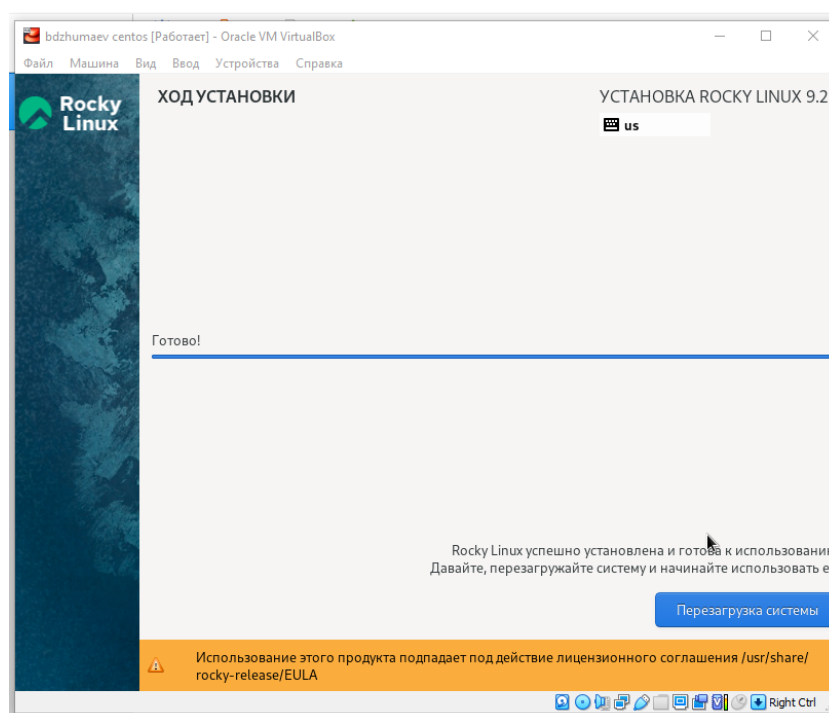 bdzhumaev centos [Работает] - Oracle VM VirtualBox
Файл Машина Вид Ввод Устройства Справка
Rocky
Linux
ХОД УСТАНОВКИ
УСТАНОВКА ROCKY LINUX 9.2
us
Готово!
Rocky Linux успешно установлена и готова к использовани
Давайте, перезагружайте систему и начинайте использовать е
Перезагрузка системы
Использование этого продукта подпадает под действие лицензионного соглашения /usr/share/
rocky-release/EULA
Right Ctrl